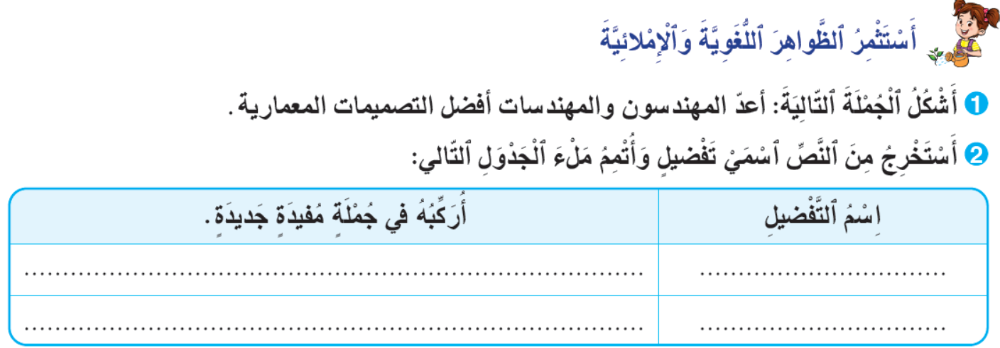 أَسْتَثْمِرُ ٱلظَّواهِرَ ٱللُّغَوِيَّةَ وَٱلْإِمْلائِيَّةَ
1 أَشْكُلُ ٱلْجُمْلَةَ ٱلتّالِيَةَ: أعدّ المهندسون والمهندسات أفضل التصميمات المعمارية.
2 أَسْتَخْرِجُ مِنَ ٱلنَّصِّ ٱسْمَيْ تَفْضيلٍ وَأُتْمِمُ مَلْءَ ٱلْجَدْوَلِ ٱلتّالي:
اِسْمُ ٱلتَّفْضيلِ أُرَكِّبُهُ في جُمْلَةٍ مُفيدَةٍ جَديدَةٍ.
................................ ................................................................................
................................ ................................................................................